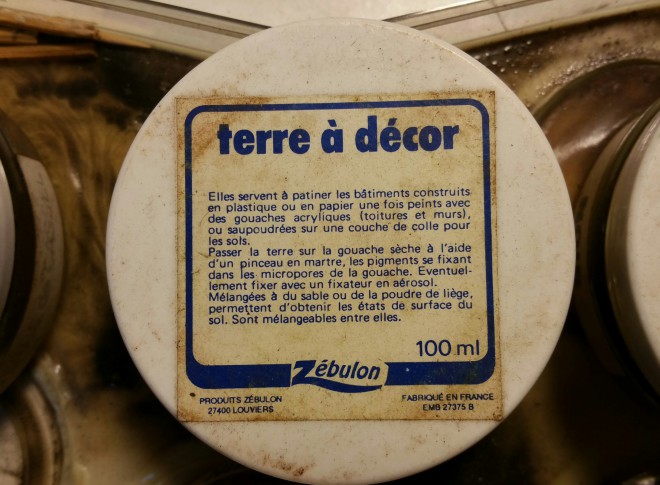 terre à décor
Elles servent à patiner les bâtiments construits
en plastique ou en papier une fois peints avec
des gouaches acryliques (toitures et murs),
ou saupoudrées sur une couche de colle pour
les sols.
Passer la terre sur la gouache sèche à l'aide
d'un pinceau en martre, les pigments se fixant
dans les micropores de la gouache. Eventuel-
lement fixer avec un fixateur en aérosol.
Mélangées à du sable ou de la poudre de liège,
permettent d'obtenir les états de surface du
sol. Sont mélangeables entre elles.
100 ml
Zébulon
PRODUITS ZÉBULON
27400 LOUVIERS
FABRIQUÉ EN FRANCE
EMB 27375 B